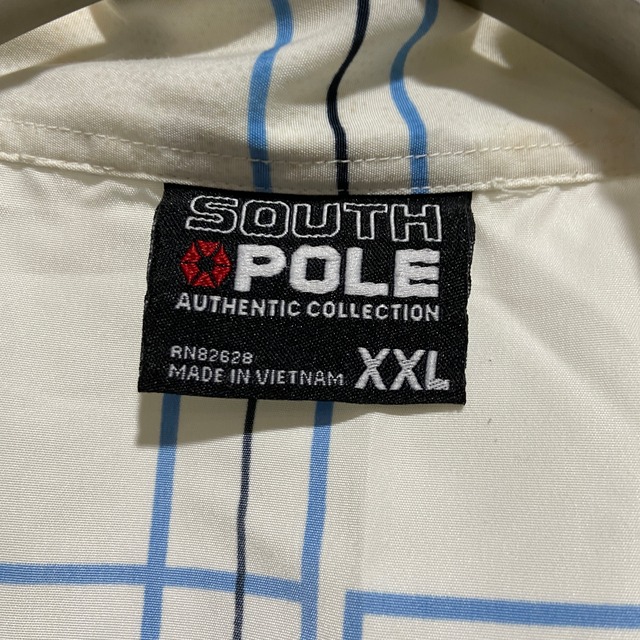 SOUTH
POLE
AUTHENTIC COLLECTION
RN82628
MADE IN VIETNAM XXL